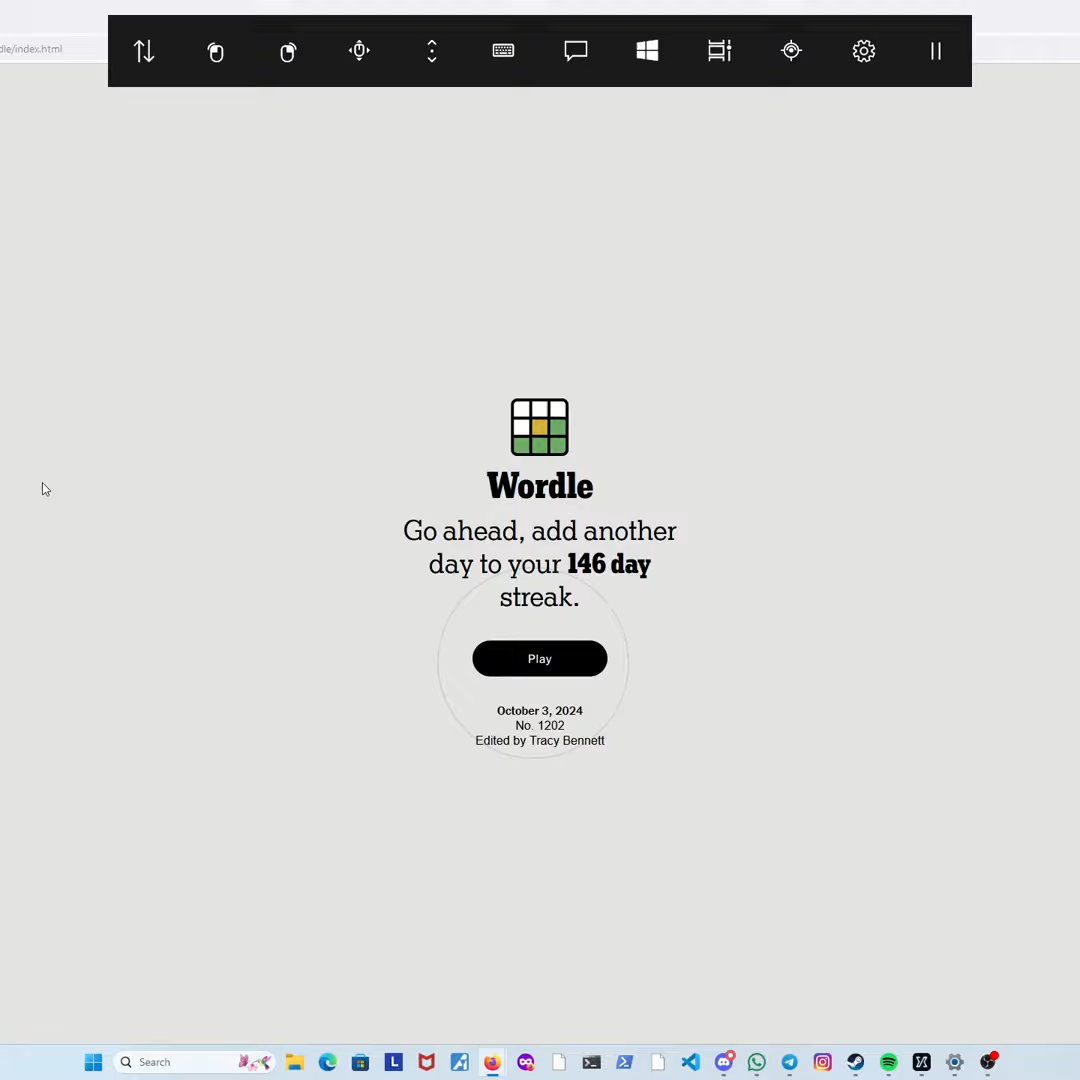 dle/index.html
Wordle
Go ahead, add another
day to your 146 day
streak.
Play
October 3, 2024
No. 1202
Edited by Tracy Bennett
Search